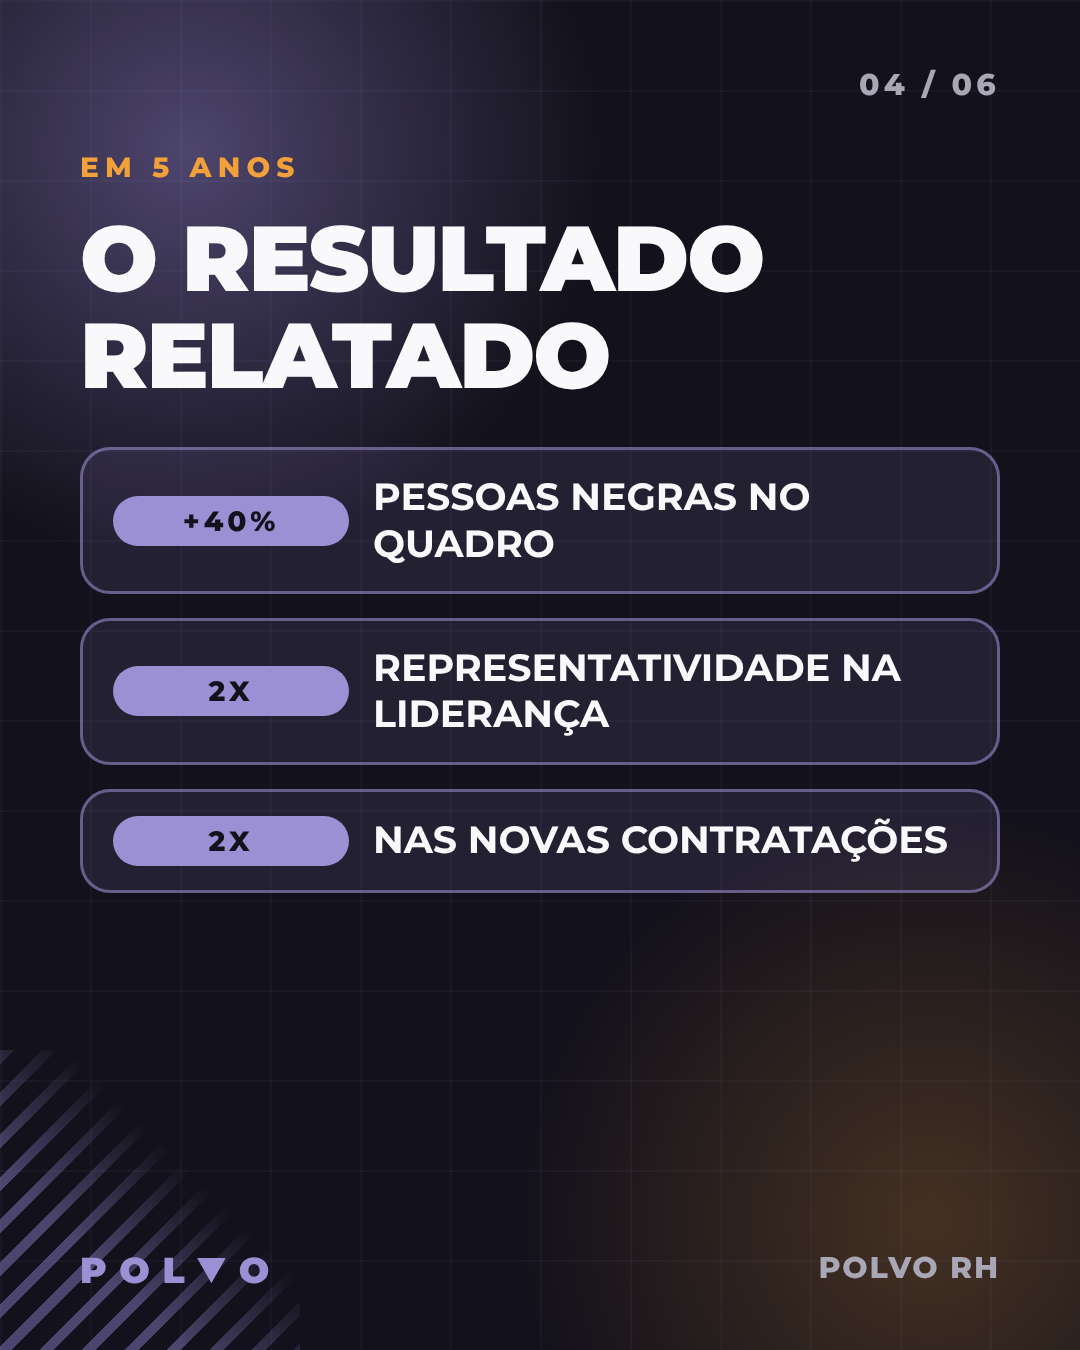 04 / 06
EM 5 ANOS
O RESULTADO
RELATADO
+40%
PESSOAS NEGRAS NO
QUADRO
2X
REPRESENTATIVIDADE NA
LIDERANÇA
2X
NAS NOVAS CONTRATAÇÕES
POLVO
POLVO RH